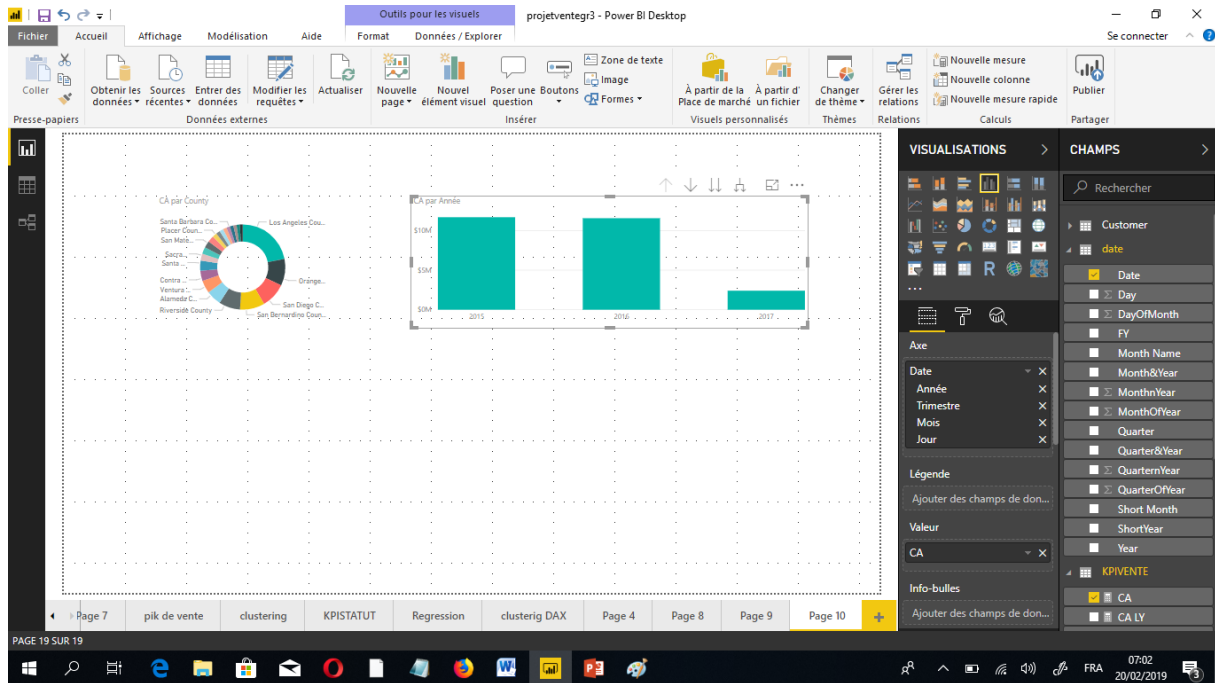 Outils pour les visuels
projetventegr3 - Power BI Desktop
Fichier Accueil Affichage Modélisation Aide Format Données / Explorer Se connecter
Coller
Obtenir les données
Sources récentes
Entrer des données
Modifier les requêtes
Actualiser
Nouvelle page
Nouvel élément visuel
Poser une question
Boutons
Zone de texte
Image
Formes
À partir de la Place de marché
À partir d' un fichier
Changer de thème
Gérer les relations
Nouvelle mesure
Nouvelle colonne
Nouvelle mesure rapide
Publier
Presse-papiers Données externes Insérer Visuels personnalisés Thèmes Relations Calculs Partager
CA par County
Santa Barbara Co...
Placer Coun...
San Mate...
Sacra...
Santa ...
Contra ...
Ventura ...
Alameda C...
Riverside County
Los Angeles Cou...
Orange...
San Diego C...
San Bernardino Coun...
CA par Année
$10M
$5M
$0M
2015 2016 2017
VISUALISATIONS
R
Axe
Date
Année
Trimestre
Mois
Jour
Légende
Ajouter des champs de don...
Valeur
CA
Info-bulles
Ajouter des champs de don...
CHAMPS
Rechercher
Customer
date
Date
Day
DayOfMonth
FY
Month Name
Month&Year
MonthnYear
MonthOfYear
Quarter
Quarter&Year
QuarternYear
QuarterOfYear
Short Month
ShortYear
Year
KPIVENTE
CA
CA LY
Page 7 pik de vente clustering KPISTATUT Regression clusterig DAX Page 4 Page 8 Page 9 Page 10
PAGE 19 SUR 19
FRA
07:02
20/02/2019
3